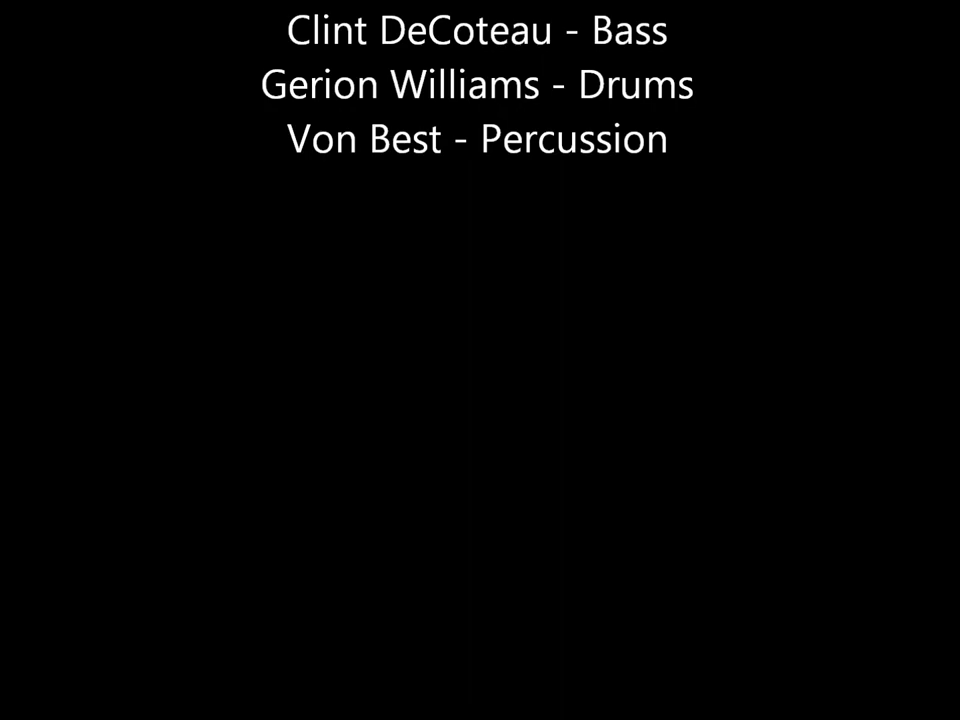 Clint DeCoteau - Bass
Gerion Williams - Drums
Von Best - Percussion